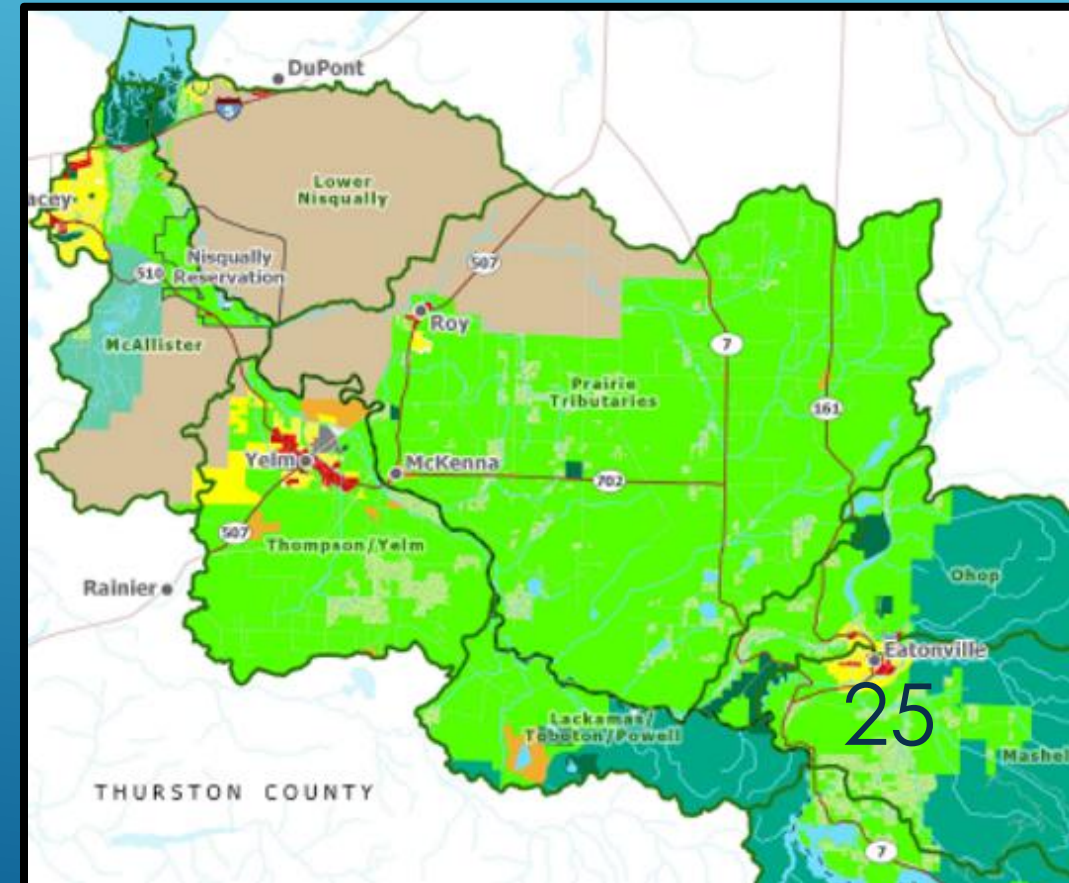 DuPont
5
Lower
Nisqually
acey
Nisqually
Reservation
510
507
McAllister
Roy
7
Prairie
Tributaries
161
Yelm
McKenna
702
507
Thompson/Yelm
Rainier
Ohop
Eatonville
25
Lackamas/
Toboton/Powell
Mashel
THURSTON COUNTY
7